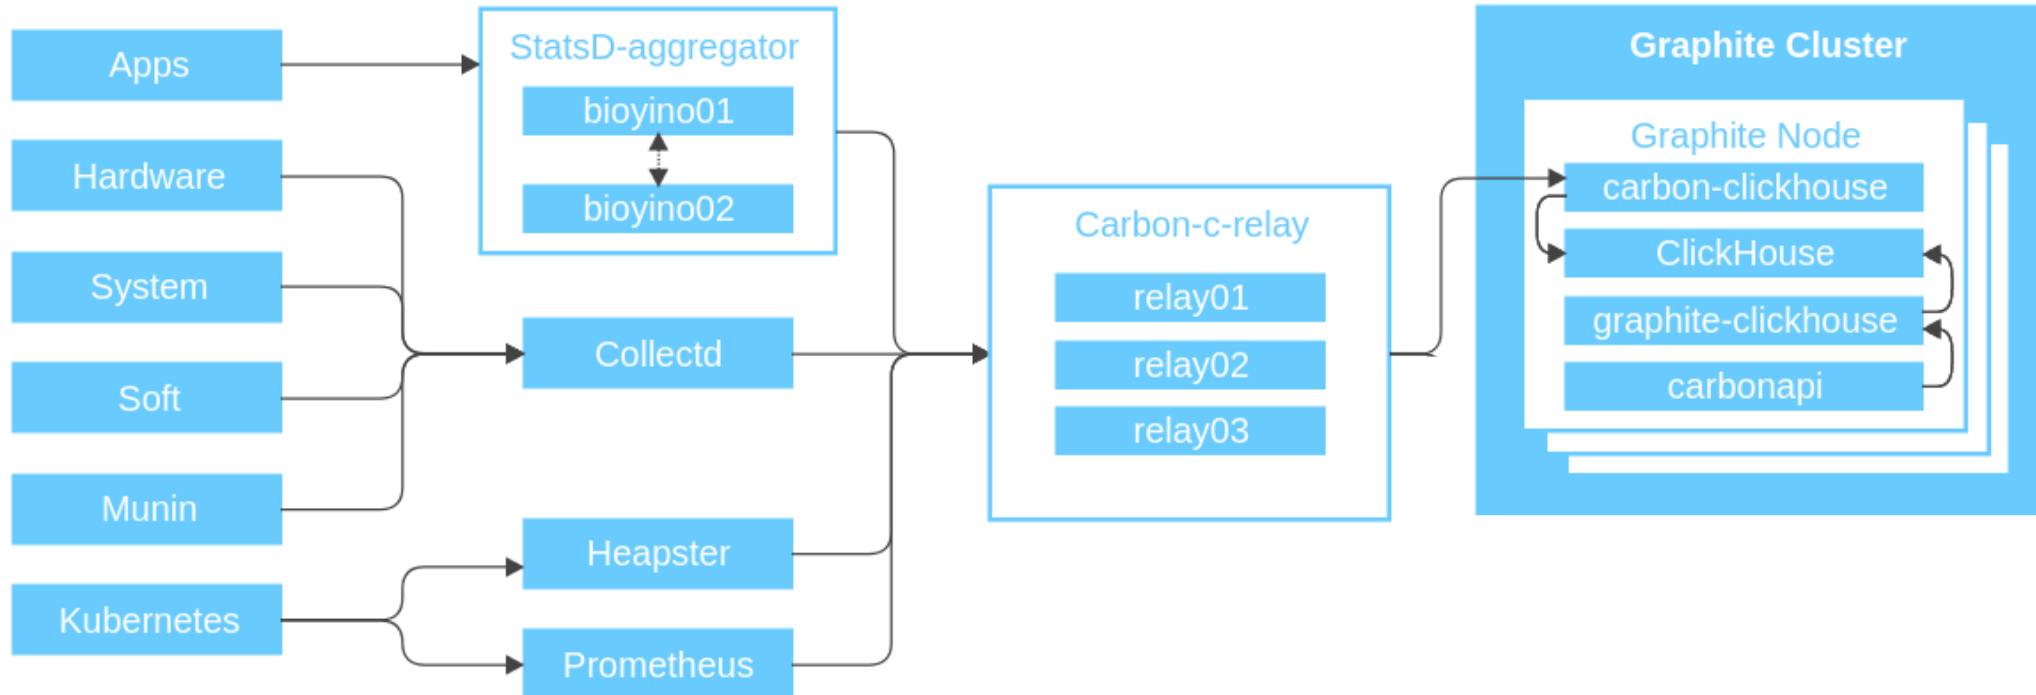 Apps
Hardware
System
Soft
Munin
Kubernetes
StatsD-aggregator
bioyino01
bioyino02
Collectd
Heapster
Prometheus
Carbon-c-relay
relay01
relay02
relay03
Graphite Cluster
Graphite Node
carbon-clickhouse
ClickHouse
graphite-clickhouse
carbonapi